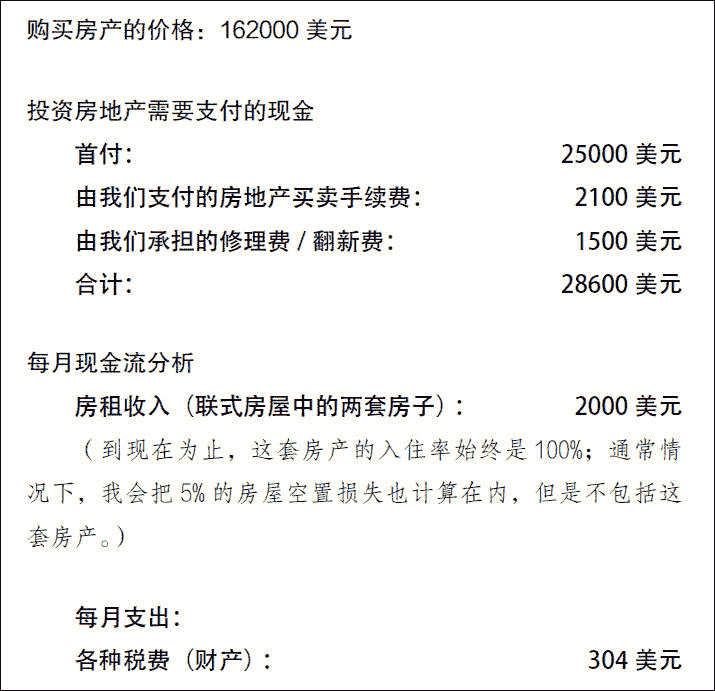 购买房产的价格：162000 美元
投资房地产需要支付的现金
首付： 25000 美元
由我们支付的房地产买卖手续费： 2100 美元
由我们承担的修理费 / 翻新费： 1500 美元
合计： 28600 美元
每月现金流分析
房租收入（联式房屋中的两套房子）： 2000 美元
（到现在为止，这套房产的入住率始终是 100%；通常情
况下，我会把 5% 的房屋空置损失也计算在内，但是不包括这
套房产。）
每月支出：
各种税费（财产）： 304 美元